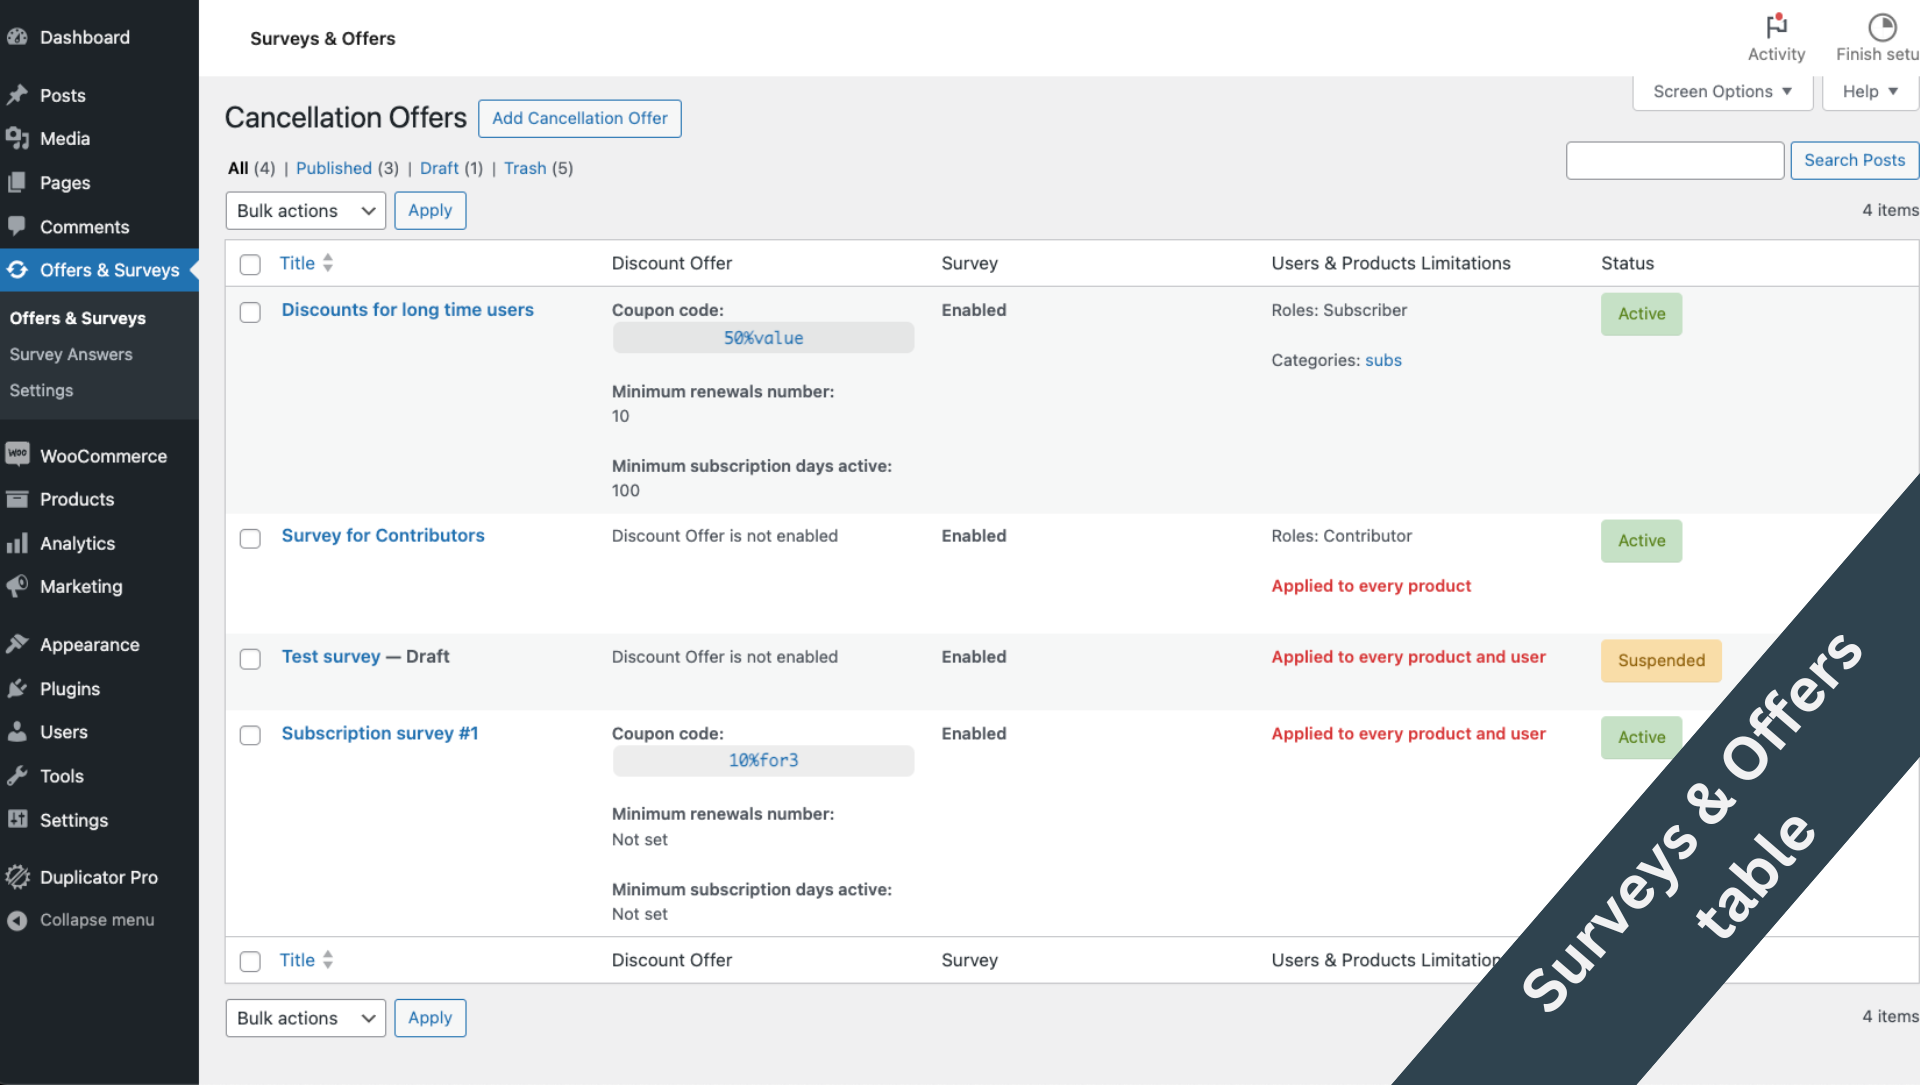 Dashboard
Posts
Media
Pages
Comments
Offers & Surveys
Offers & Surveys
Survey Answers
Settings
WooCommerce
Products
Analytics
Marketing
Appearance
Plugins
Users
Tools
Settings
Duplicator Pro
Collapse menu
Surveys & Offers
Activity
Finish setu
Screen Options
Help
Cancellation Offers
Add Cancellation Offer
All (4) | Published (3) | Draft (1) | Trash (5)
Search Posts
Bulk actions
Apply
4 items
Title
Discount Offer
Survey
Users & Products Limitations
Status
Discounts for long time users
Coupon code:
50%value
Minimum renewals number:
10
Minimum subscription days active:
100
Enabled
Roles: Subscriber
Categories: subs
Active
Survey for Contributors
Discount Offer is not enabled
Enabled
Roles: Contributor
Applied to every product
Active
Test survey — Draft
Discount Offer is not enabled
Enabled
Applied to every product and user
Suspended
Subscription survey #1
Coupon code:
10%for3
Minimum renewals number:
Not set
Minimum subscription days active:
Not set
Enabled
Applied to every product and user
Active
Title
Discount Offer
Survey
Users & Products Limitation
Bulk actions
Apply
4 items
Surveys & Offers
table